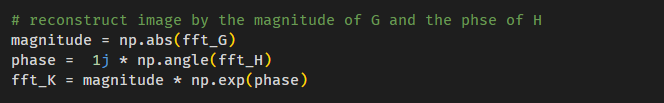 # reconstruct image by the magnitude of G and the phse of H
magnitude = np.abs(fft_G)
phase =  1j * np.angle(fft_H)
fft_K = magnitude * np.exp(phase)